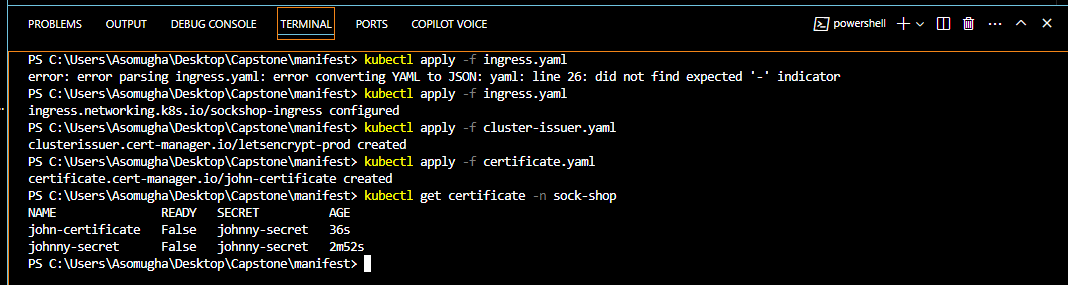 PROBLEMS OUTPUT DEBUG CONSOLE TERMINAL PORTS COPILOT VOICE powershell
PS C:\Users\Asomugha\Desktop\Capstone\manifest> kubectl apply -f ingress.yaml
error: error parsing ingress.yaml: error converting YAML to JSON: yaml: line 26: did not find expected '-' indicator
PS C:\Users\Asomugha\Desktop\Capstone\manifest> kubectl apply -f ingress.yaml
ingress.networking.k8s.io/sockshop-ingress configured
PS C:\Users\Asomugha\Desktop\Capstone\manifest> kubectl apply -f cluster-issuer.yaml
clusterissuer.cert-manager.io/letsencrypt-prod created
PS C:\Users\Asomugha\Desktop\Capstone\manifest> kubectl apply -f certificate.yaml
certificate.cert-manager.io/john-certificate created
PS C:\Users\Asomugha\Desktop\Capstone\manifest> kubectl get certificate -n sock-shop
NAME READY SECRET AGE
john-certificate False johnny-secret 36s
johnny-secret False johnny-secret 2m52s
PS C:\Users\Asomugha\Desktop\Capstone\manifest>